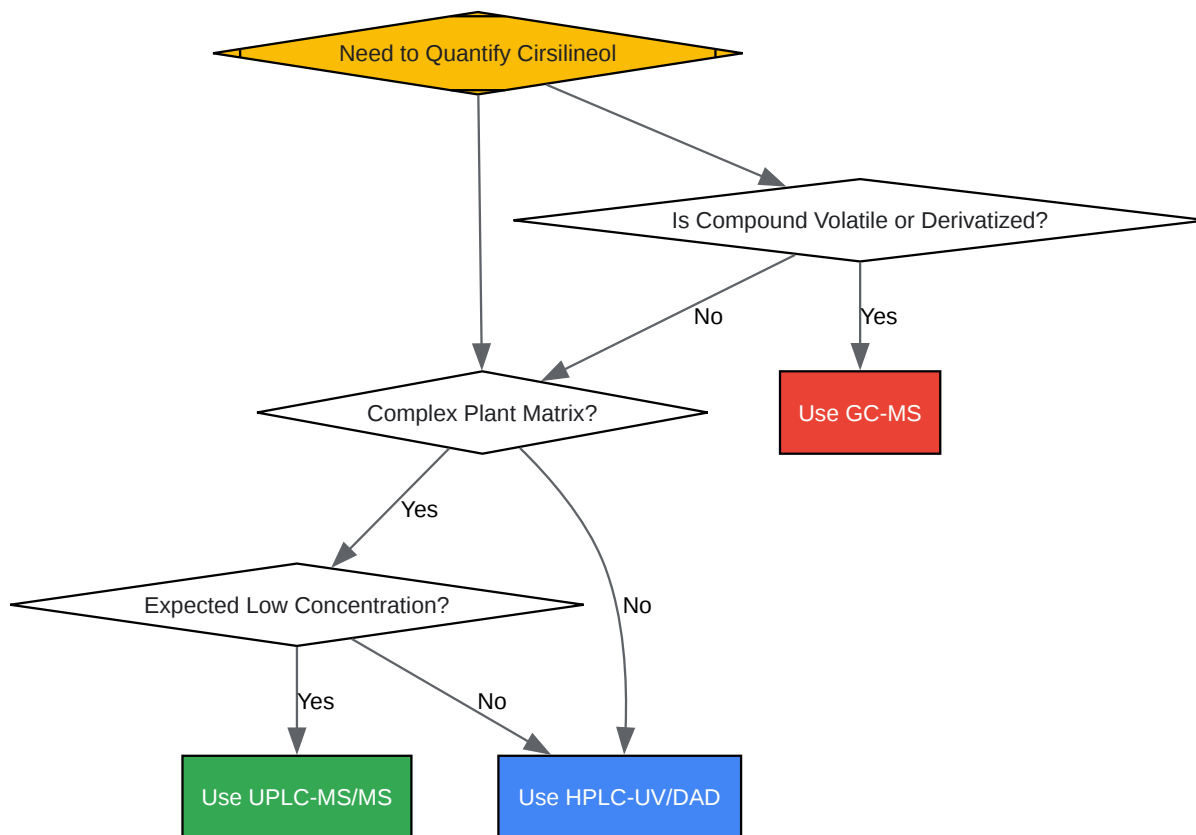 Need to Quantify Cirsilineol
Is Compound Volatile or Derivatized?
No
Yes
Complex Plant Matrix?
Use GC-MS
Yes
No
Expected Low Concentration?
Yes
No
Use UPLC-MS/MS
Use HPLC-UV/DAD